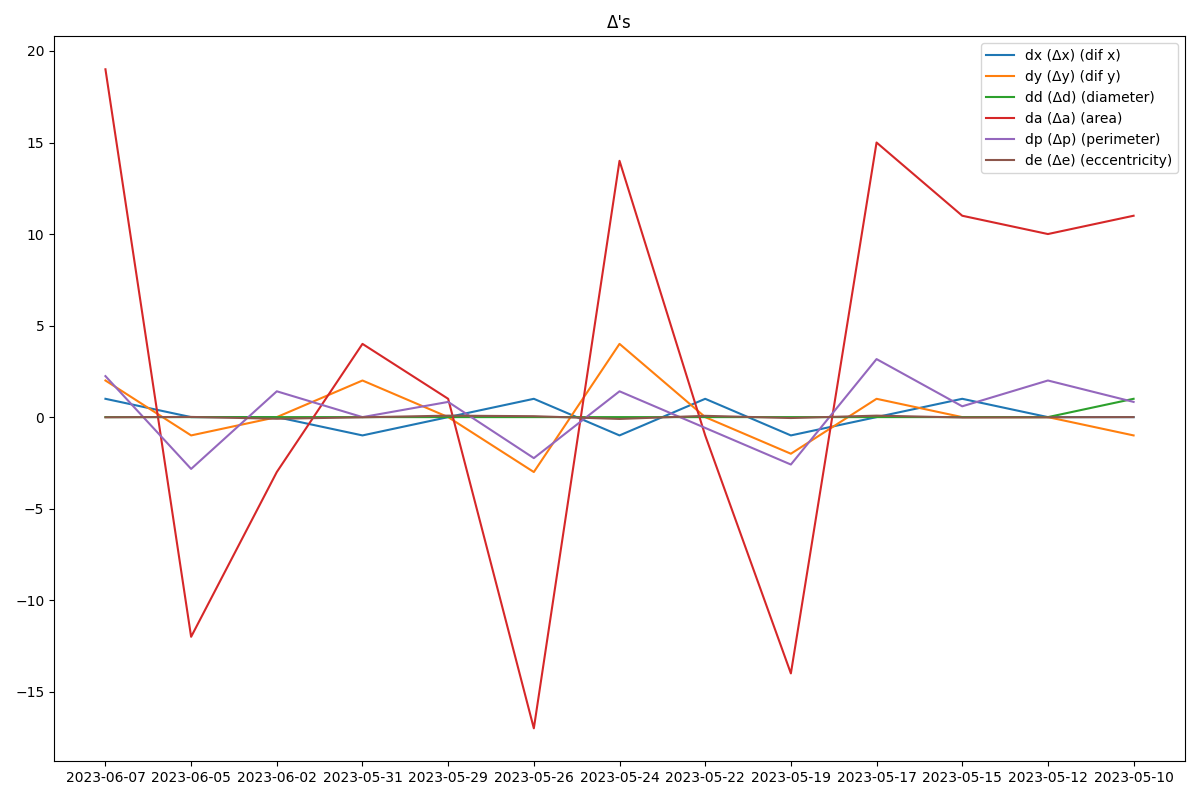 Δ's
dx (Δx) (dif x)
dy (Δy) (dif y)
dd (Δd) (diameter)
da (Δa) (area)
dp (Δp) (perimeter)
de (Δe) (eccentricity)
20
15
10
5
0
−5
−10
−15
2023-06-07 2023-06-05 2023-06-02 2023-05-31 2023-05-29 2023-05-26 2023-05-24 2023-05-22 2023-05-19 2023-05-17 2023-05-15 2023-05-12 2023-05-10